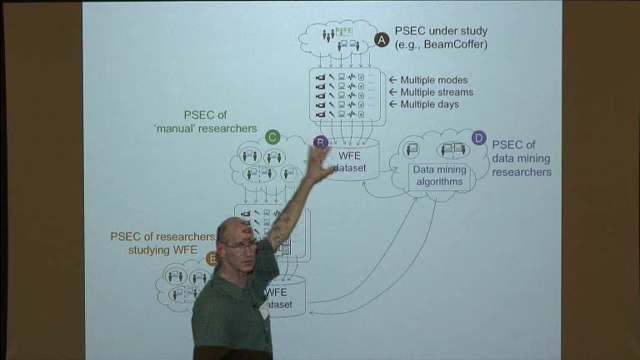 PSEC under study
(e.g., BeamCoffer)
A
← Multiple modes
← Multiple streams
← Multiple days
PSEC of
'manual' researchers
C
B
D
PSEC of
data mining
researchers
WFE
dataset
Data mining
algorithms
PSEC of researchers
studying WFE
E
WFE
dataset